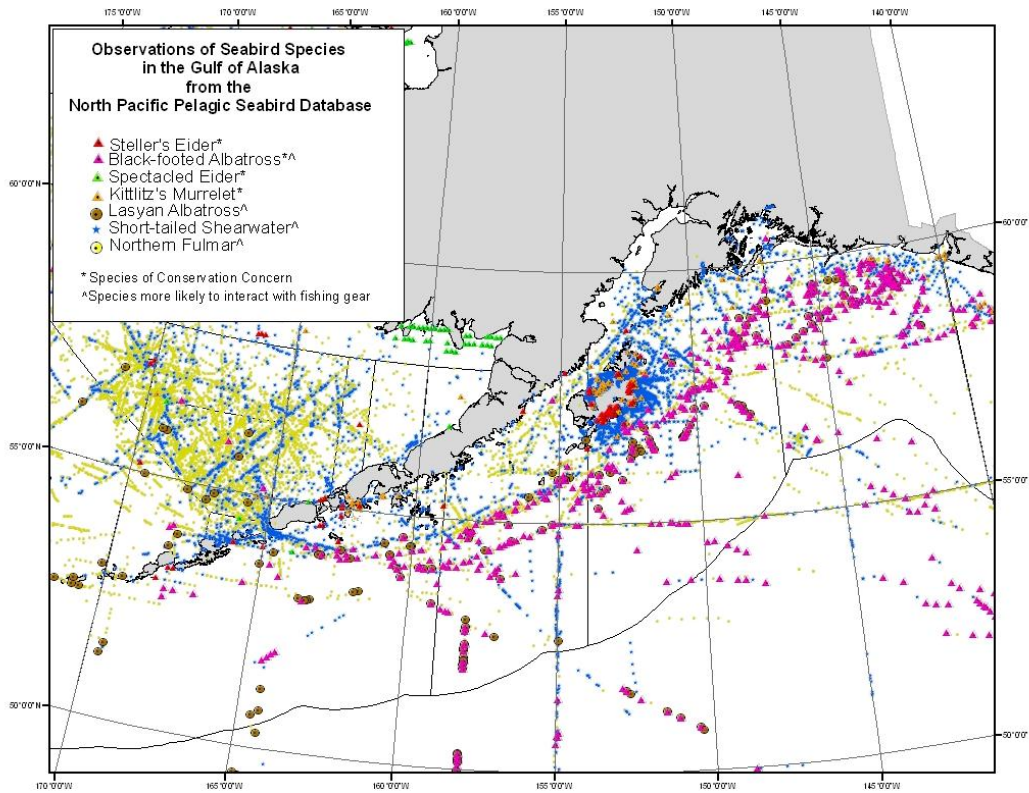 175°0'0"W
170°0'0"W
165°0'0"W
160°0'0"W
155°0'0"W
150°0'0"W
145°0'0"W
140°0'0"W
Observations of Seabird Species
in the Gulf of Alaska
from the
North Pacific Pelagic Seabird Database
Steller's Eider*
Black-footed Albatross*^
Spectacled Eider*
Kittlitz's Murrelet*
Lasyan Albatross^
Short-tailed Shearwater^
Northern Fulmar^
* Species of Conservation Concern
^Species more likely to interact with fishing gear
60°0'0"N
60°0'0"N
55°0'0"N
55°0'0"N
50°0'0"N
50°0'0"N
170°0'0"W
165°0'0"W
160°0'0"W
155°0'0"W
150°0'0"W
145°0'0"W